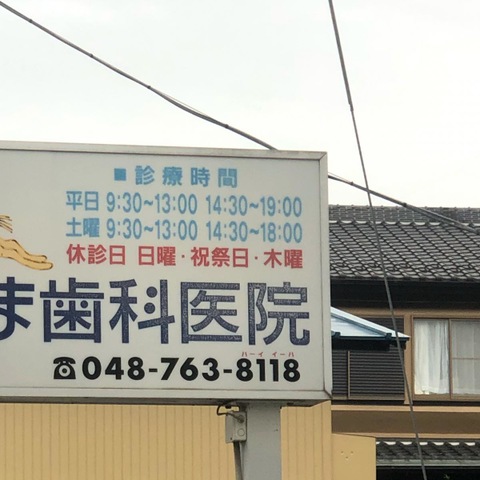 ■診療時間
平日 9:30~13:00 14:30~19:00
土曜 9:30~13:00 14:30~18:00
休診日 日曜・祝祭日・木曜
ま歯科医院
ハーイ イーハ
☎048-763-8118